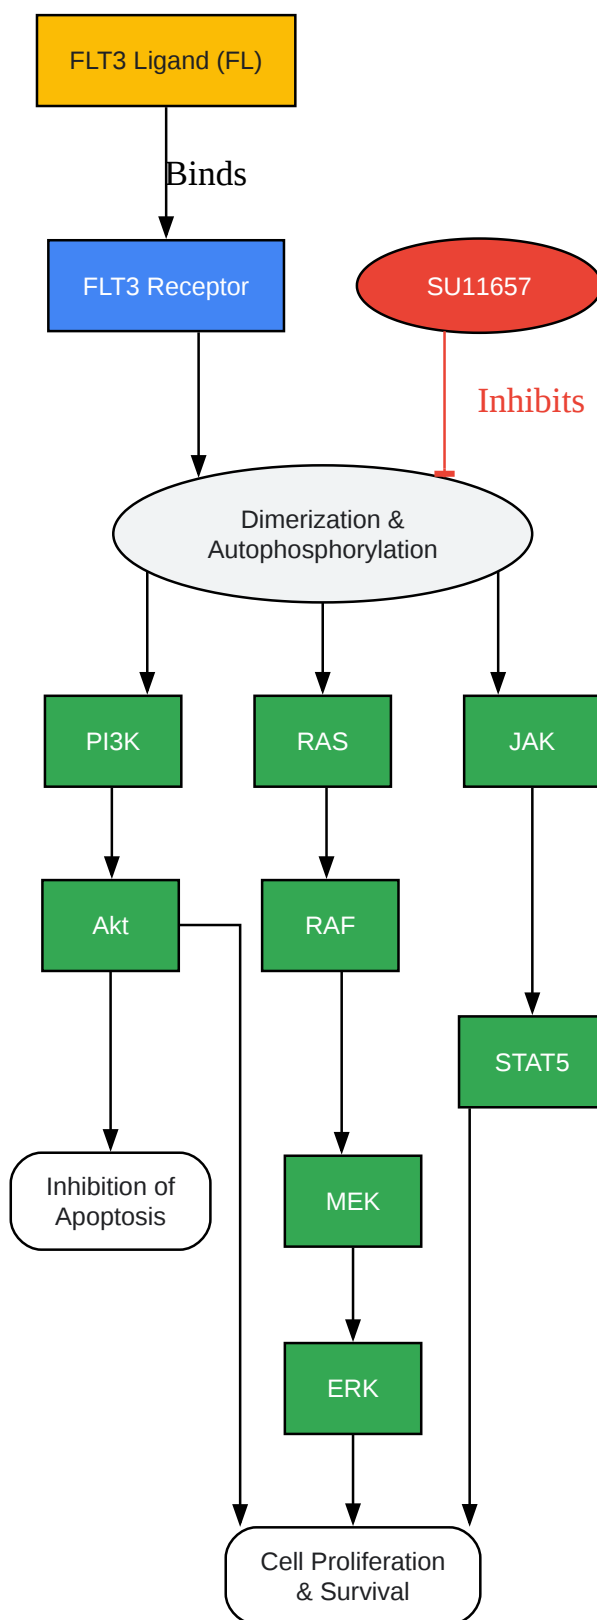 FLT3 Ligand (FL)
Binds
FLT3 Receptor
SU11657
Inhibits
Dimerization &
Autophosphorylation
PI3K
RAS
JAK
Akt
RAF
STAT5
Inhibition of
Apoptosis
MEK
ERK
Cell Proliferation
& Survival